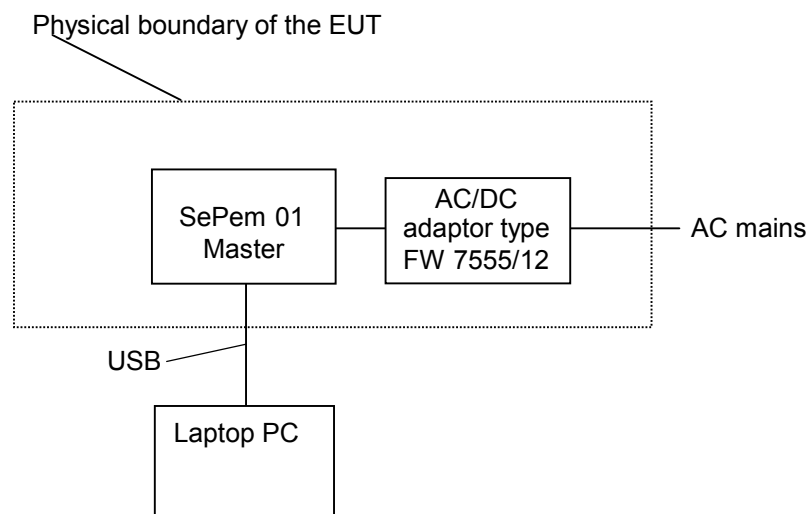 Physical boundary of the EUT
SePem 01
Master
AC/DC
adaptor type
FW 7555/12
AC mains
USB
Laptop PC